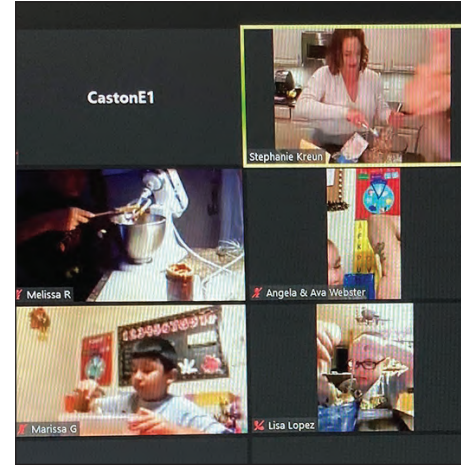 CastonE1
Stephanie Kreun
Melissa R
Angela & Ava Webster
Marissa G
Lisa Lopez